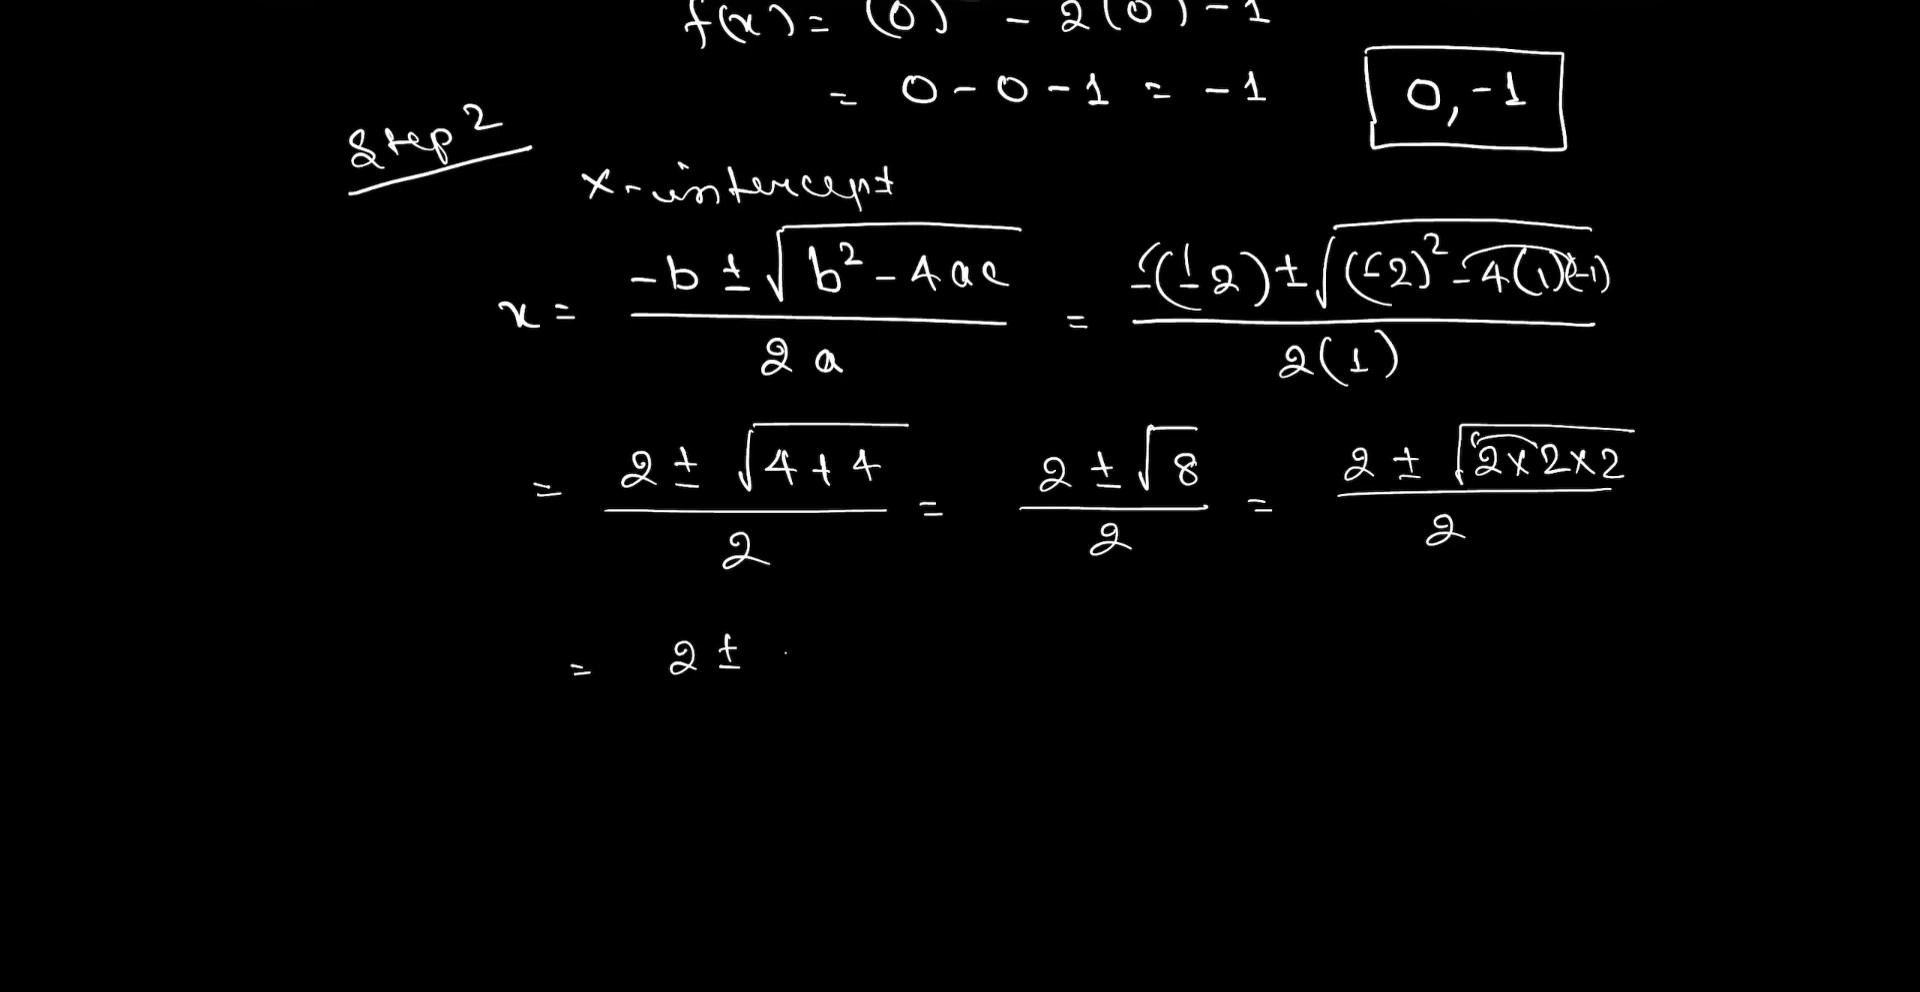 f(x) = (0) - 2(0) - 1
= 0 - 0 - 1 = -1
0, -1
Step 2
x-intercept
x = (-b ± √(b² - 4ac)) / 2a = (-(-2) ± √((-2)² - 4(1)(-1))) / 2(1)
= (2 ± √(4+4)) / 2 = (2 ± √8) / 2 = (2 ± √(2×2×2)) / 2
= 2 ±